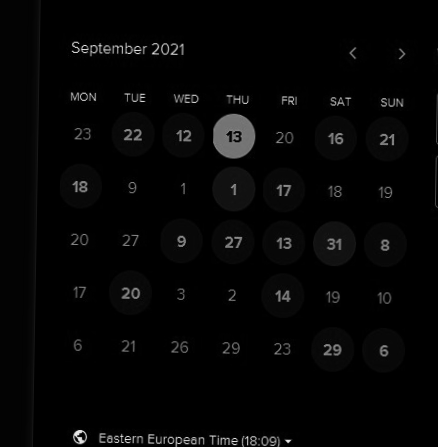 September 2021
MON TUE WED THU FRI SAT SUN
23 22 12 13 20 16 21
18 9 1 1 17 18 19
20 27 9 27 13 31 8
17 20 3 2 14 19 10
6 21 26 29 23 29 6
Eastern European Time (18:09)